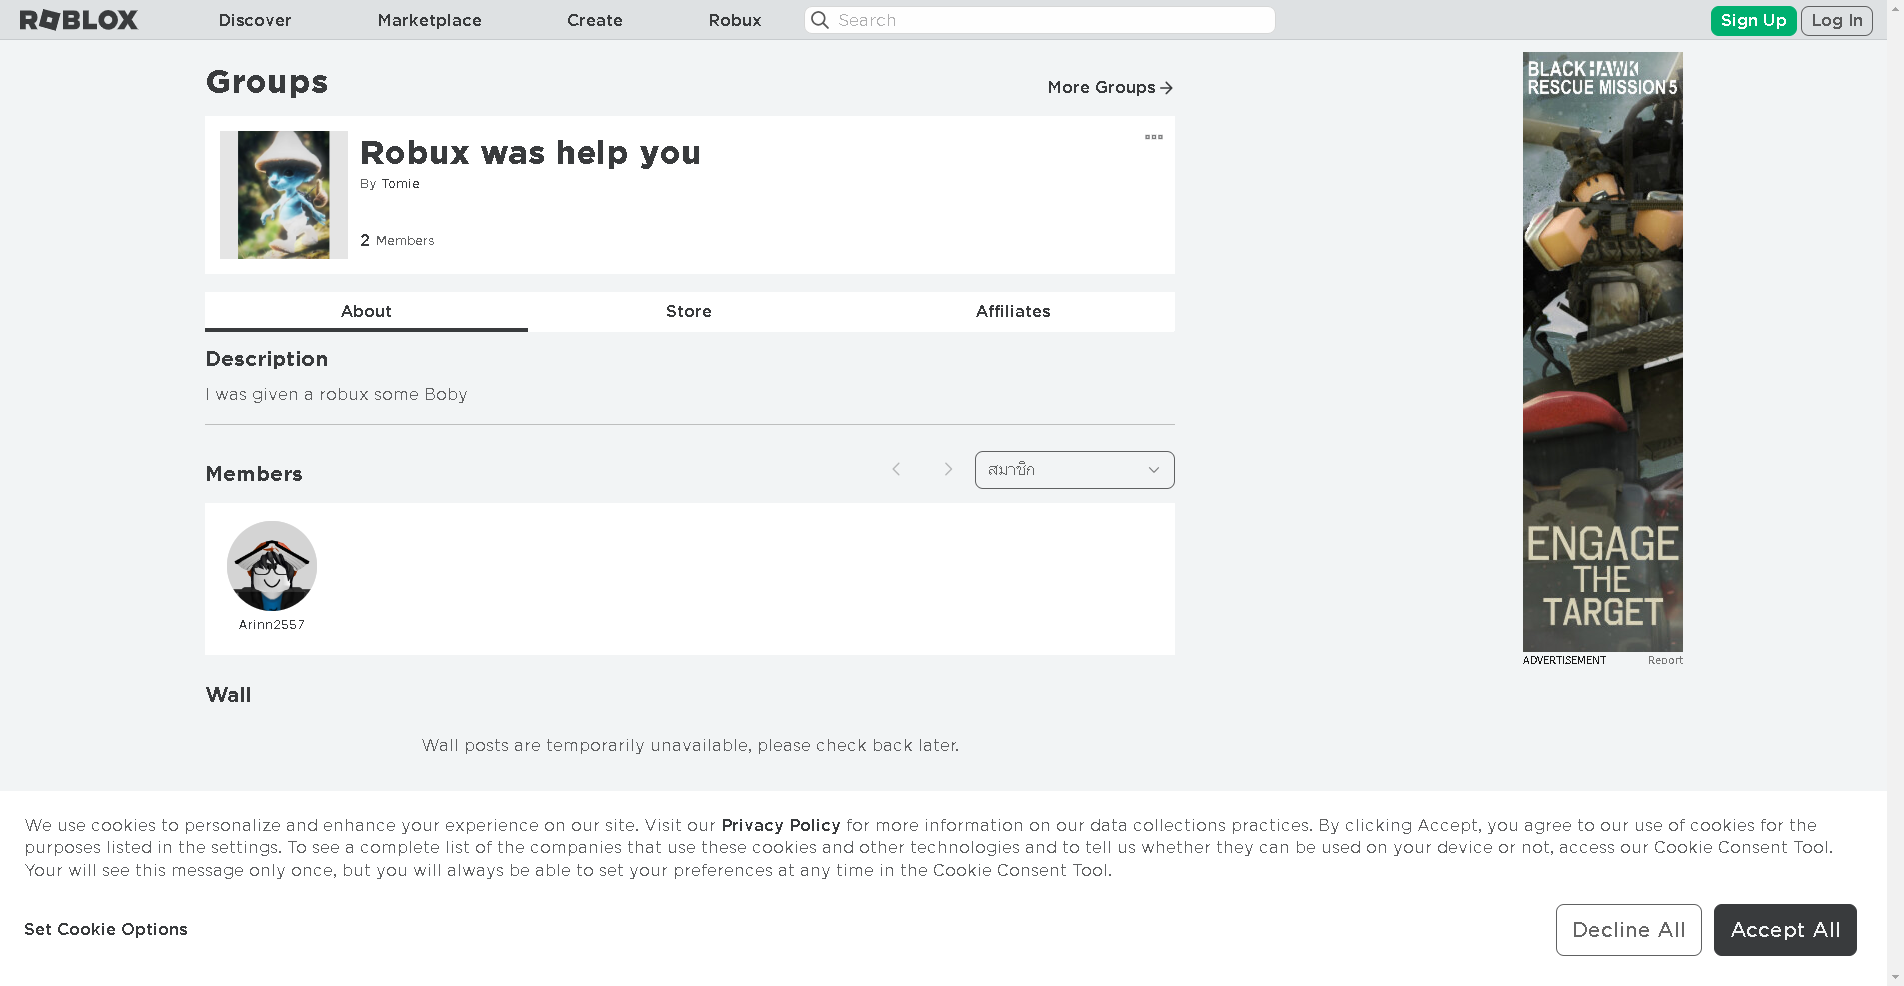 ROBLOX
Discover
Marketplace
Create
Robux
Search
Sign Up
Log In
Groups
More Groups
Robux was help you
By Tomie
2 Members
About
Store
Affiliates
Description
I was given a robux some Boby
Members
สมาชิก
Arinn2557
Wall
Wall posts are temporarily unavailable, please check back later.
BLACK HAWK
RESCUE MISSION 5
ENGAGE
THE
TARGET
ADVERTISEMENT
Report
We use cookies to personalize and enhance your experience on our site. Visit our Privacy Policy for more information on our data collections practices. By clicking Accept, you agree to our use of cookies for the
purposes listed in the settings. To see a complete list of the companies that use these cookies and other technologies and to tell us whether they can be used on your device or not, access our Cookie Consent Tool.
Your will see this message only once, but you will always be able to set your preferences at any time in the Cookie Consent Tool.
Set Cookie Options
Decline All
Accept All